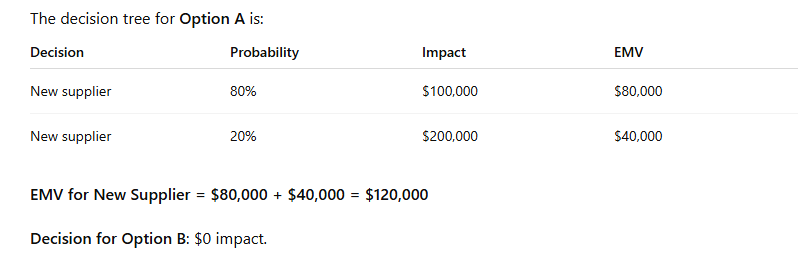 The decision tree for Option A is:
Decision Probability Impact EMV
New supplier 80% $100,000 $80,000
New supplier 20% $200,000 $40,000
EMV for New Supplier = $80,000 + $40,000 = $120,000
Decision for Option B: $0 impact.